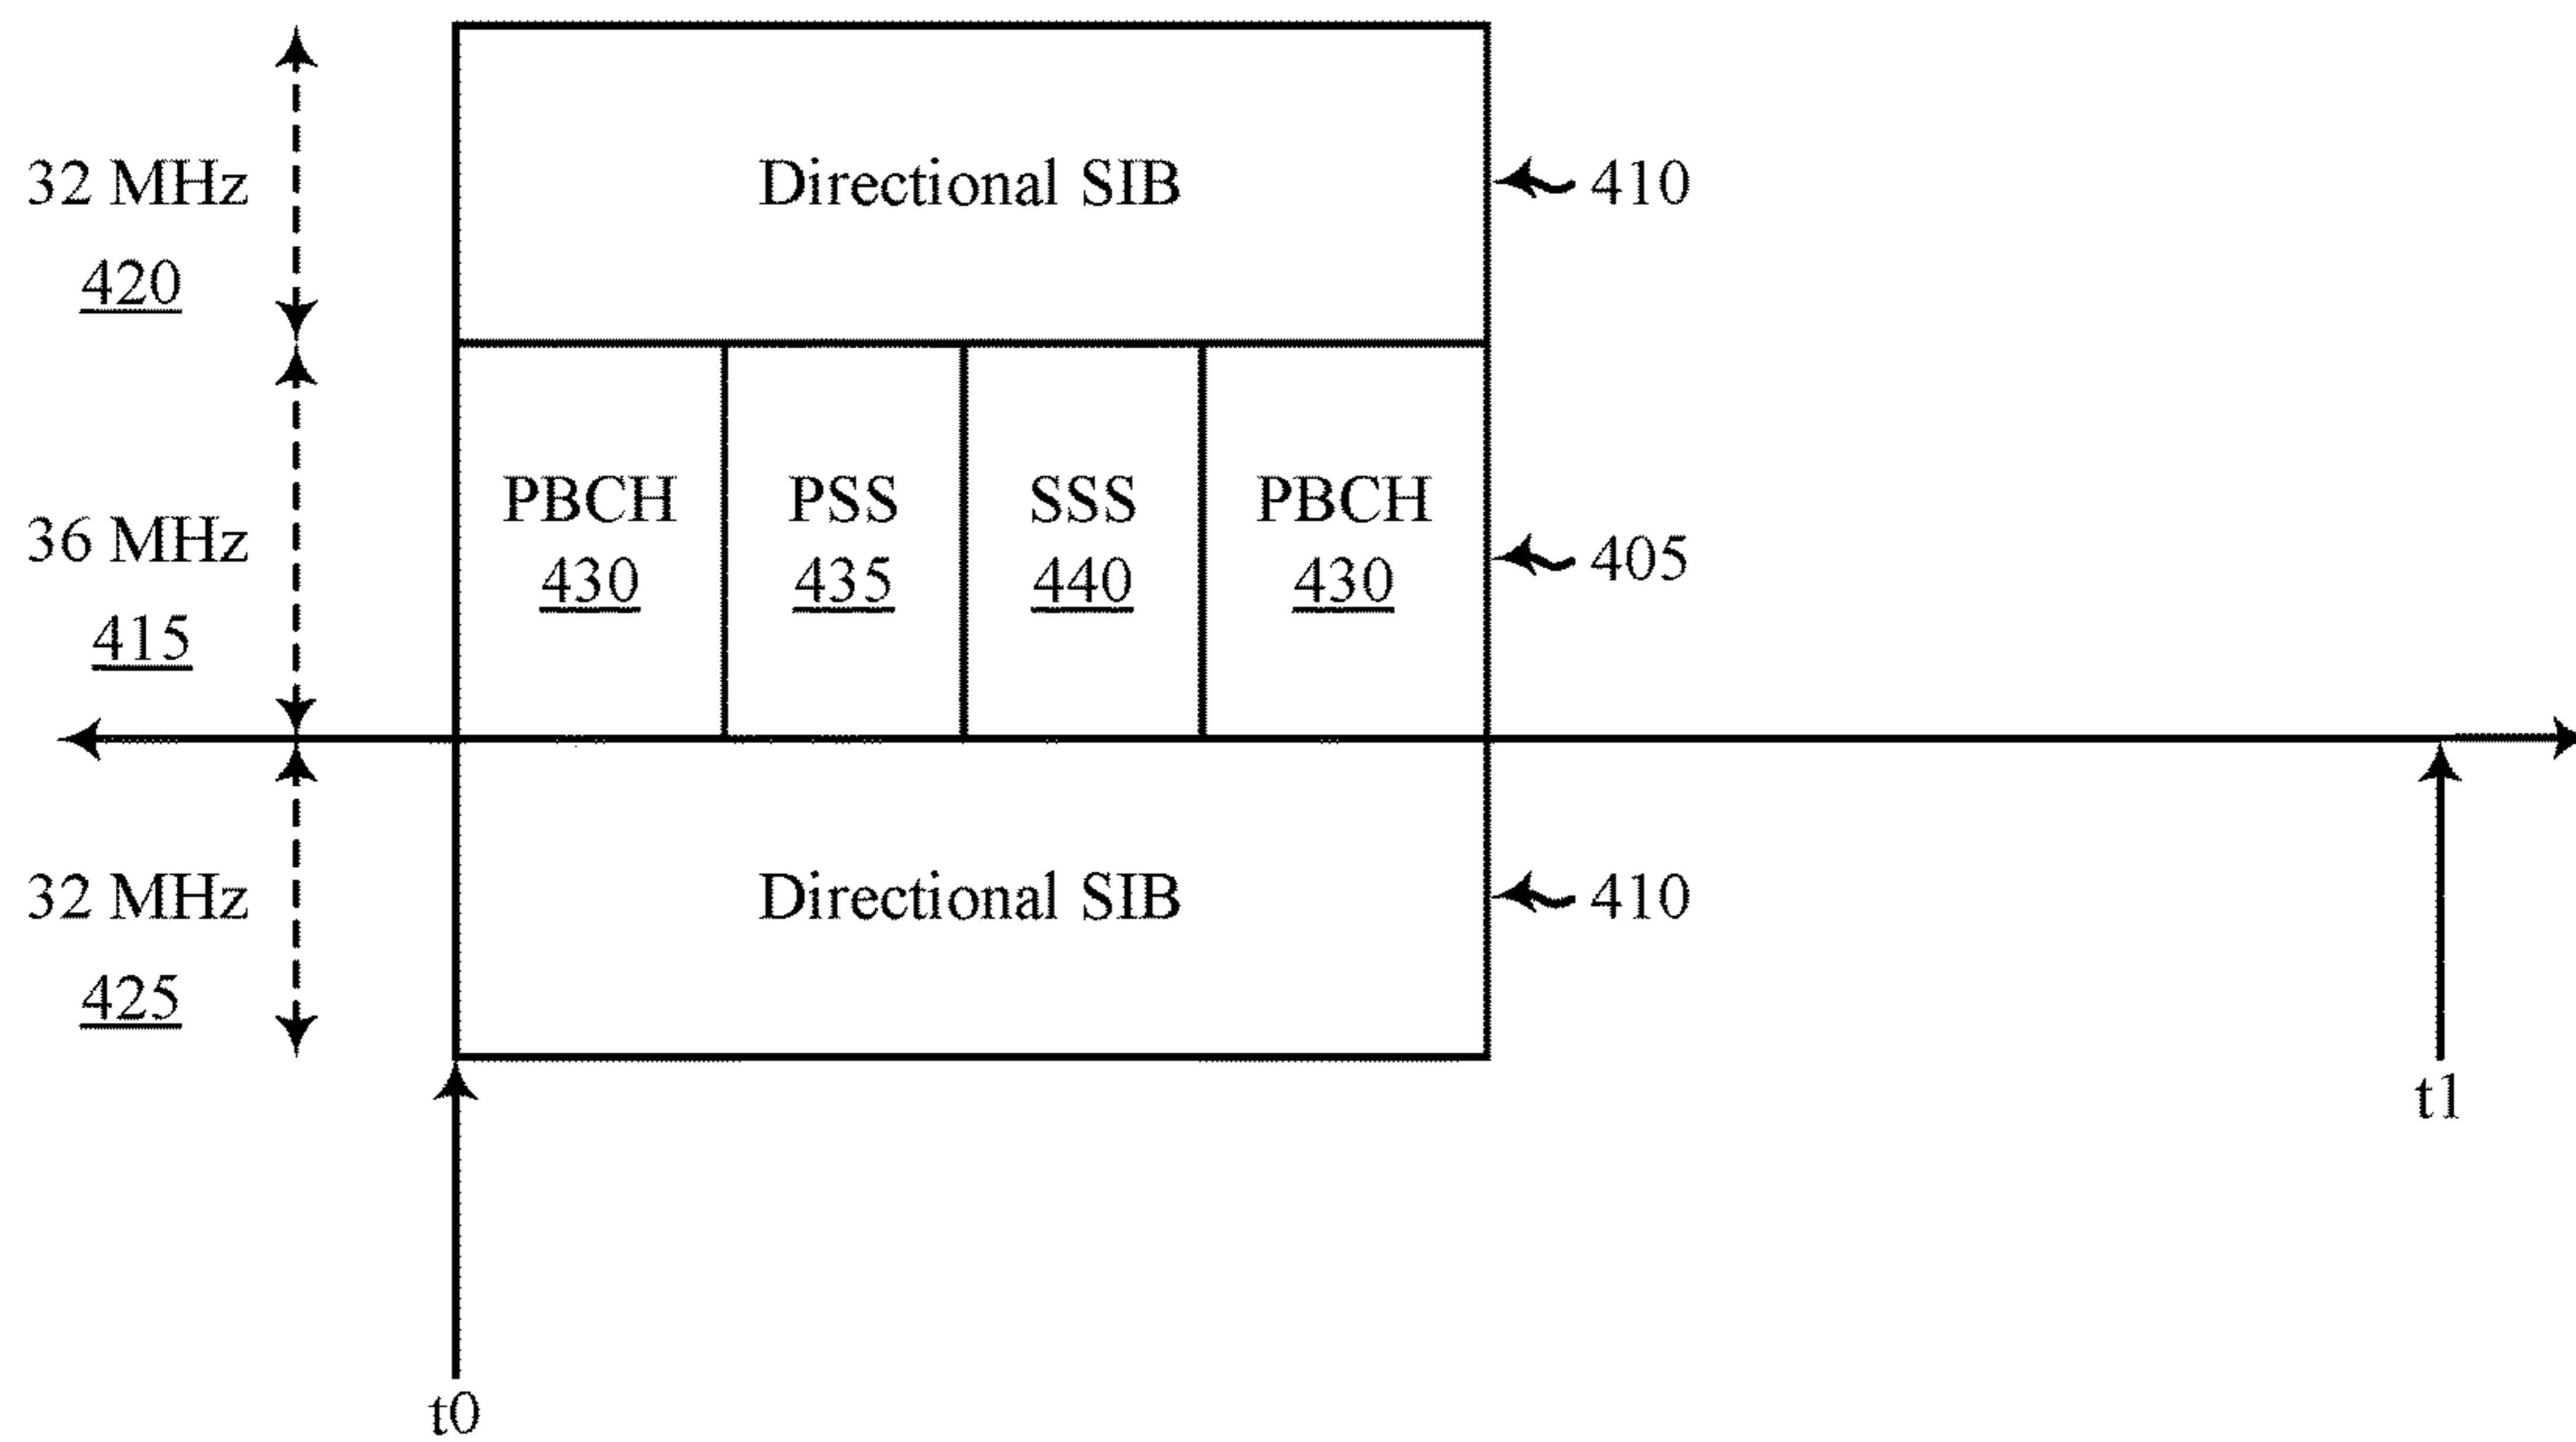 32 MHz
420
Directional SIB
410
36 MHz
415
PBCH
430
PSS
435
SSS
440
PBCH
430
405
32 MHz
425
Directional SIB
410
t0
t1